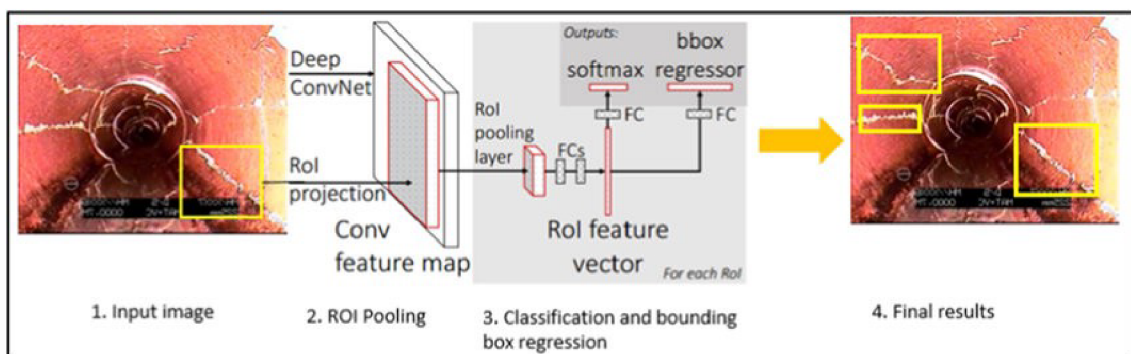 Deep
ConvNet
RoI
projection
Conv
feature map
RoI
pooling
layer
FCs
Outputs:
softmax
bbox
regressor
FC
FC
RoI feature
vector
For each RoI
1. Input image
2. ROI Pooling
3. Classification and bounding
box regression
4. Final results